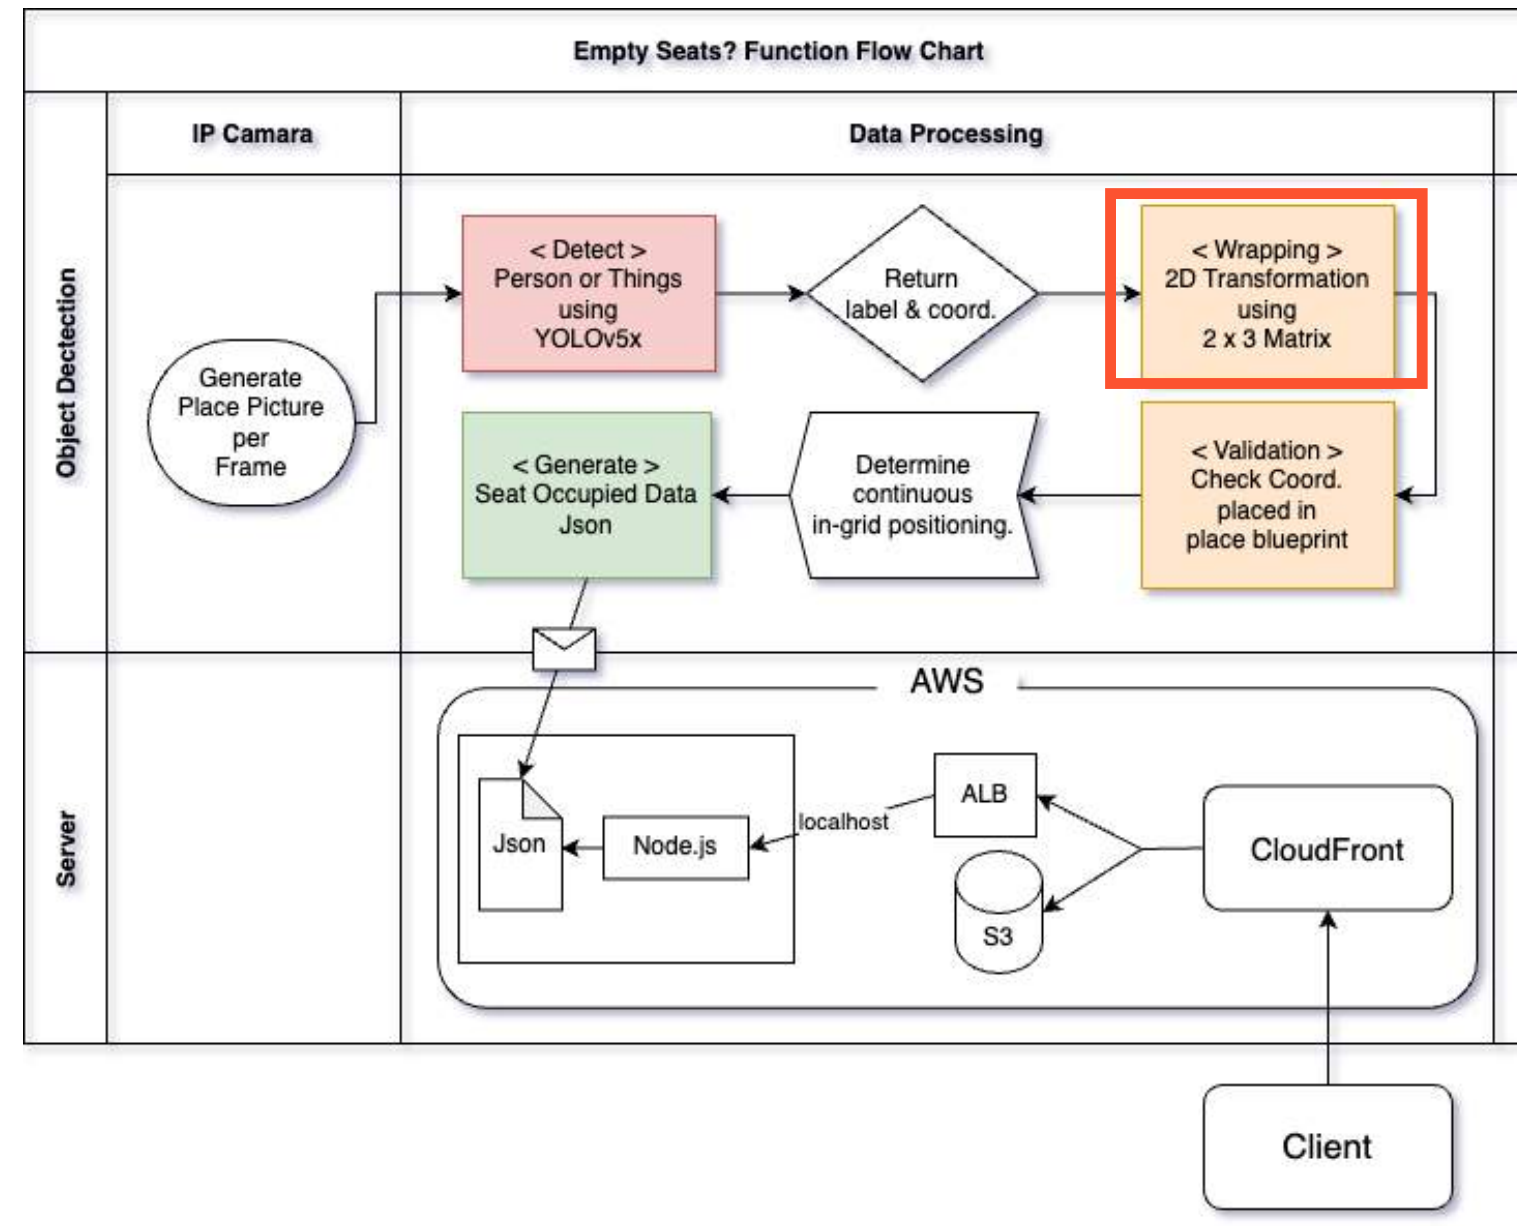 Empty Seats? Function Flow Chart
IP Camara
Data Processing
Object Dectection
Generate
Place Picture
per
Frame
< Detect >
Person or Things
using
YOLOv5x
Return
label & coord.
< Wrapping >
2D Transformation
using
2 x 3 Matrix
< Validation >
Check Coord.
placed in
place blueprint
Determine
continuous
in-grid positioning.
< Generate >
Seat Occupied Data
Json
Server
AWS
Json
Node.js
localhost
ALB
S3
CloudFront
Client